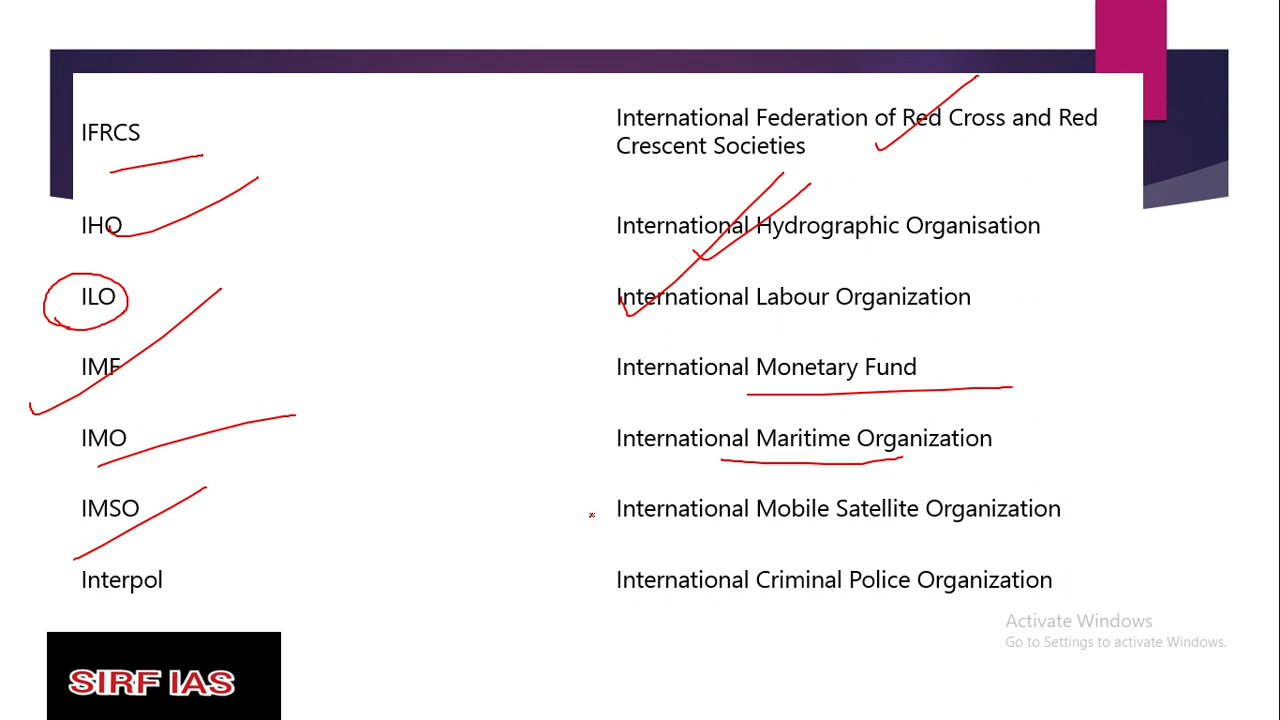 IFRCS
International Federation of Red Cross and Red
Crescent Societies
IHO
International Hydrographic Organisation
ILO
International Labour Organization
IMF
International Monetary Fund
IMO
International Maritime Organization
IMSO
International Mobile Satellite Organization
Interpol
International Criminal Police Organization
Activate Windows
Go to Settings to activate Windows.
SIRF IAS